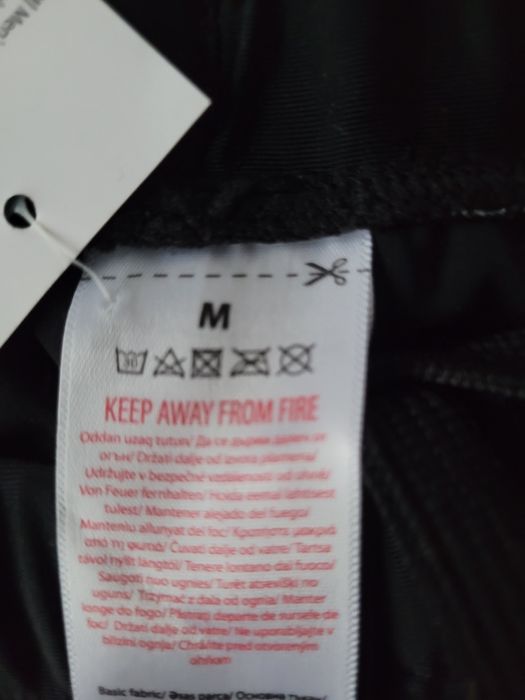 M
30
KEEP AWAY FROM FIRE
Oddan uzaq tutun/ Да се държи далеч от
огън/ Držati dalje od izvora plamena/
Udržujte v bezpečné vzdálenosti od ohně/
Von Feuer fernhalten/ Hoida eemal lahtisest
tulest/ Mantener alejado del fuego/
Manteniu allunyat del foc/ Κρατήστε μακριά
από τη φωτιά/ Čuvati dalje od vatre/ Tartsa
távol nyílt lángtól/ Tenere lontano dal fuoco/
Saugoti nuo ugnies/ Turēt atsevišķi no
uguns/ Trzymać z dala od ognia/ Manter
longe do fogo/ Păstrați departe de sursele de
foc/ Držati dalje od vatre/ Ne uporabljajte v
bližini ognja/ Chráňte pred otvoreným
ohňom
Basic fabric/ Əsas parça/ Основна тъкан/